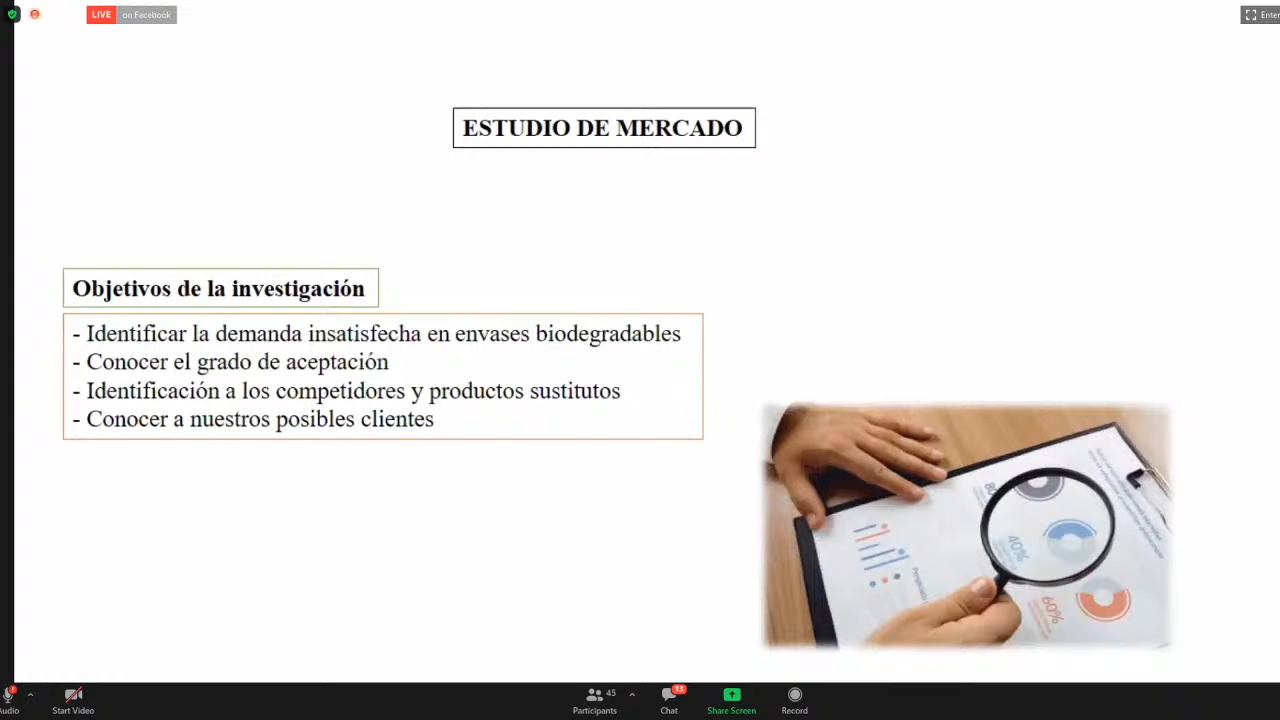 LIVE on Facebook
Enter
ESTUDIO DE MERCADO
Objetivos de la investigación
- Identificar la demanda insatisfecha en envases biodegradables
- Conocer el grado de aceptación
- Identificación a los competidores y productos sustitutos
- Conocer a nuestros posibles clientes
80
40%
60%
Audio
Start Video
Participants 45
Chat 13
Share Screen
Record